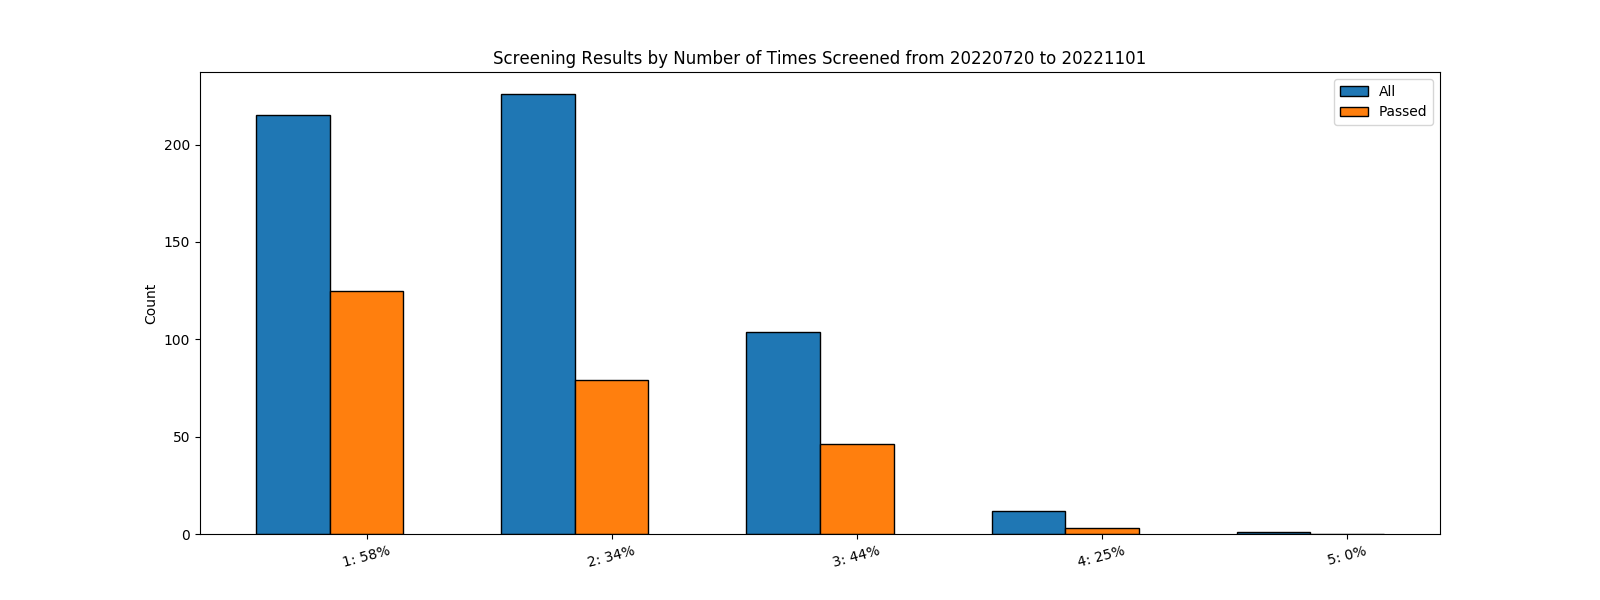 Screening Results by Number of Times Screened from 20220720 to 20221101
All
Passed
Count
200
150
100
50
0
1: 58%
2: 34%
3: 44%
4: 25%
5: 0%